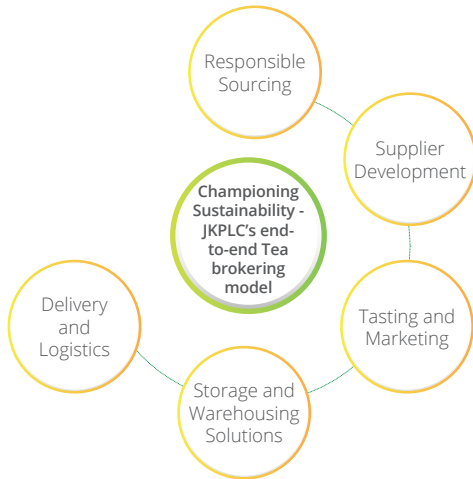 Responsible
Sourcing
Supplier
Development
Championing
Sustainability -
JKPLC's end-
to-end Tea
brokering
model
Tasting and
Marketing
Delivery
and
Logistics
Storage and
Warehousing
Solutions